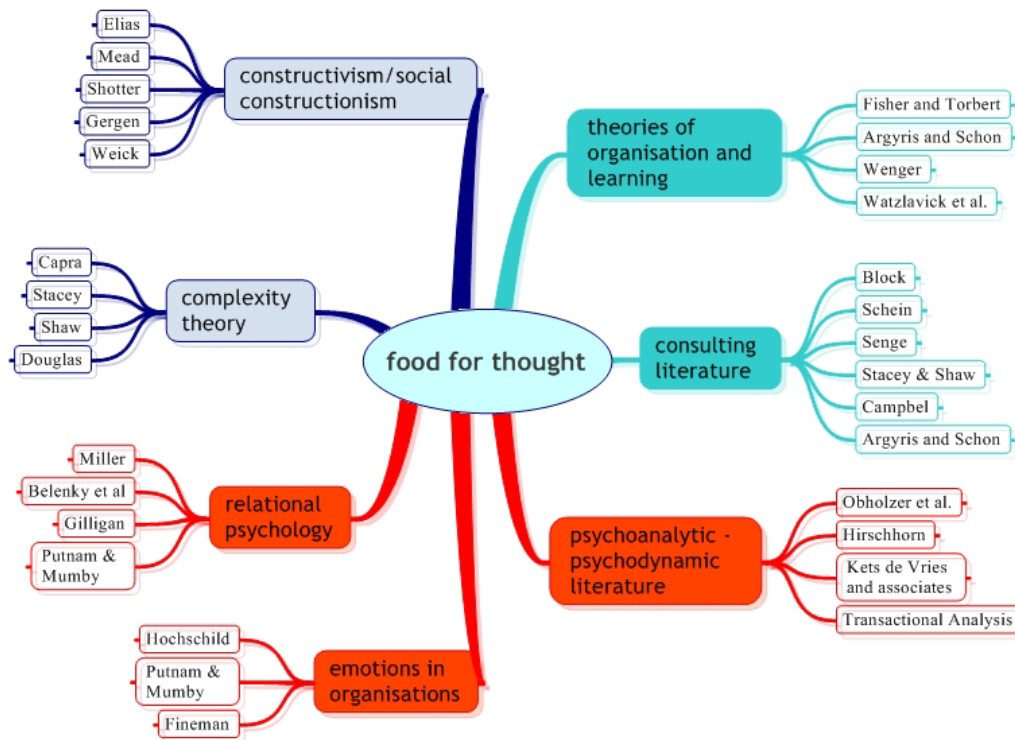 food for thought
constructivism/social
constructionism
Elias
Mead
Shotter
Gergen
Weick
complexity
theory
Capra
Stacey
Shaw
Douglas
relational
psychology
Miller
Belenky et al
Gilligan
Putnam &
Mumby
emotions in
organisations
Hochschild
Putnam &
Mumby
Fineman
theories of
organisation and
learning
Fisher and Torbert
Argyris and Schon
Wenger
Watzlavick et al.
consulting
literature
Block
Schein
Senge
Stacey & Shaw
Campbel
Argyris and Schon
psychoanalytic -
psychodynamic
literature
Obholzer et al.
Hirschhorn
Kets de Vries
and associates
Transactional Analysis